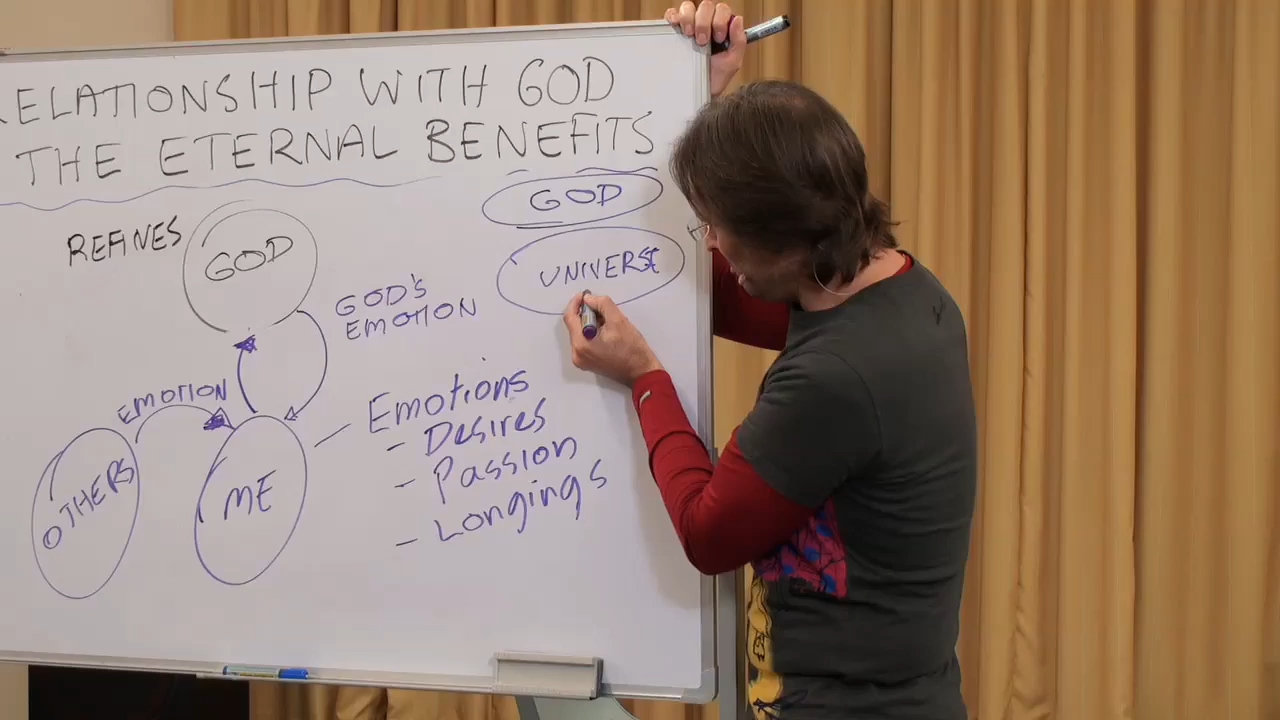 RELATIONSHIP WITH GOD
THE ETERNAL BENEFITS
GOD
REFINES
GOD
UNIVERSE
GOD'S
EMOTION
EMOTION
Emotions
- Desires
- Passion
- Longings
OTHERS
ME